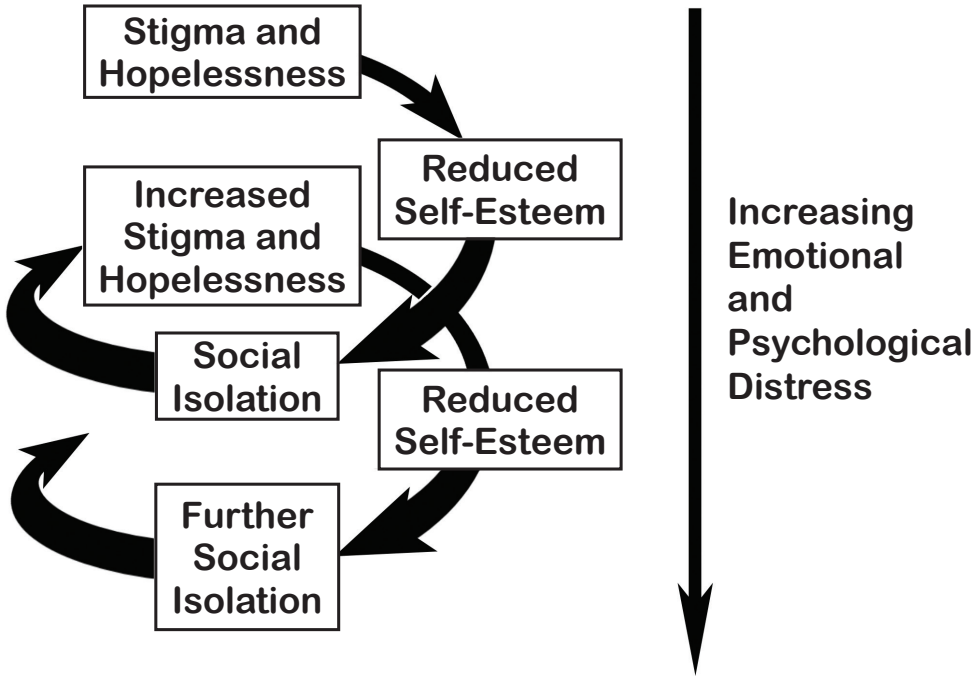 Stigma and
Hopelessness
Reduced
Self-Esteem
Increased
Stigma and
Hopelessness
Social
Isolation
Reduced
Self-Esteem
Further
Social
Isolation
Increasing
Emotional
and
Psychological
Distress